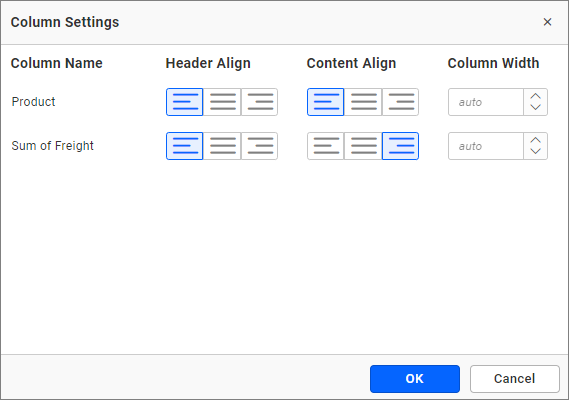 Column Settings
Column Name Header Align Content Align Column Width
Product auto
Sum of Freight auto
OK Cancel